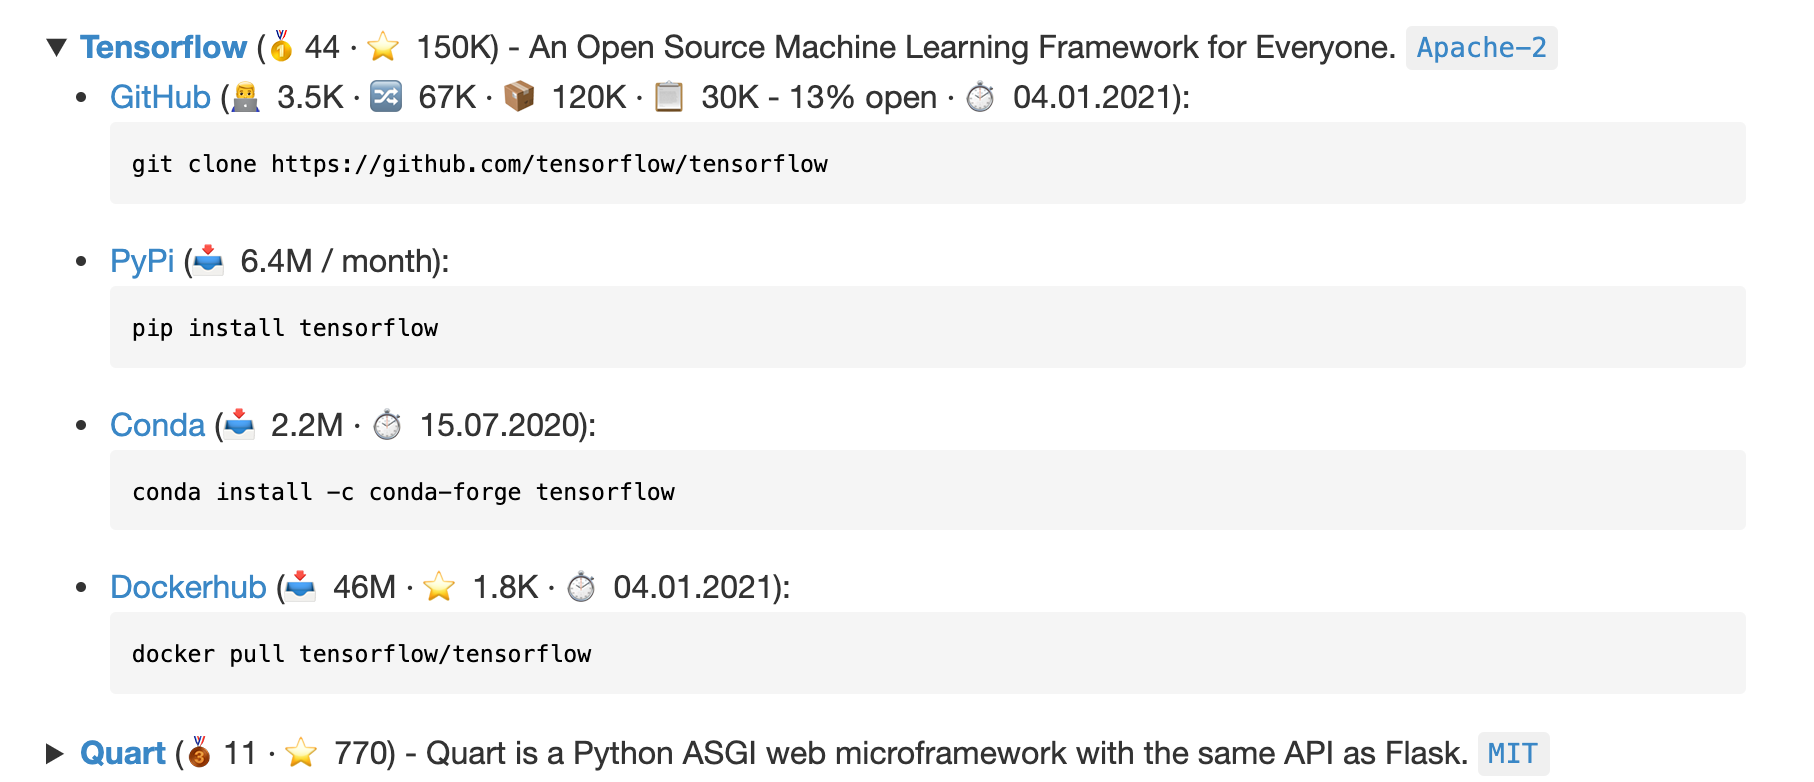 ▼ Tensorflow (🥇 44 · ⭐ 150K) - An Open Source Machine Learning Framework for Everyone. Apache-2
• GitHub (👨‍💻 3.5K · 🔀 67K · 📦 120K · 📋 30K - 13% open · ⏱️ 04.01.2021):
git clone https://github.com/tensorflow/tensorflow
• PyPi (📥 6.4M / month):
pip install tensorflow
• Conda (📥 2.2M · ⏱️ 15.07.2020):
conda install -c conda-forge tensorflow
• Dockerhub (📥 46M · ⭐ 1.8K · ⏱️ 04.01.2021):
docker pull tensorflow/tensorflow
▶ Quart (🥉 11 · ⭐ 770) - Quart is a Python ASGI web microframework with the same API as Flask. MIT